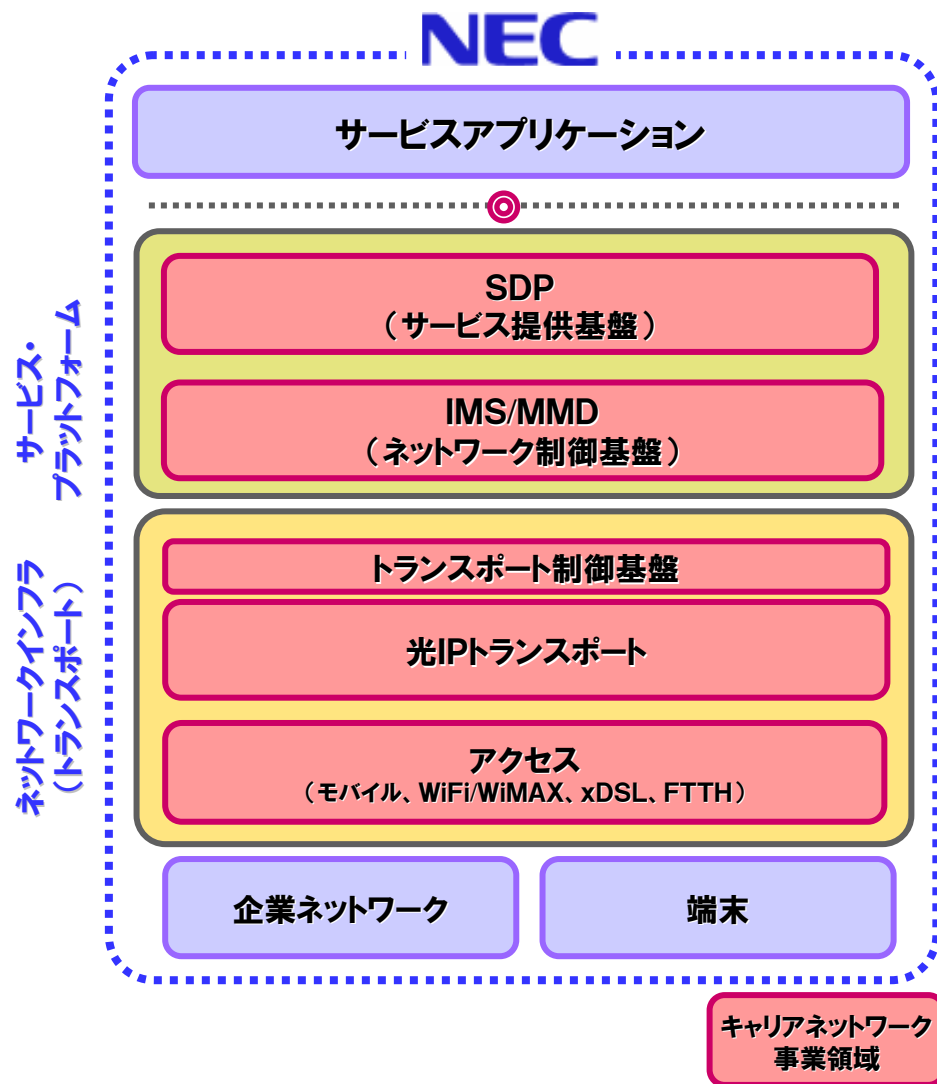 NEC
サービスアプリケーション
サービス・
プラットフォーム
SDP
（サービス提供基盤）
IMS/MMD
（ネットワーク制御基盤）
ネットワークインフラ
（トランスポート）
トランスポート制御基盤
光IPトランスポート
アクセス
（モバイル、WiFi/WiMAX、xDSL、FTTH）
企業ネットワーク
端末
キャリアネットワーク
事業領域